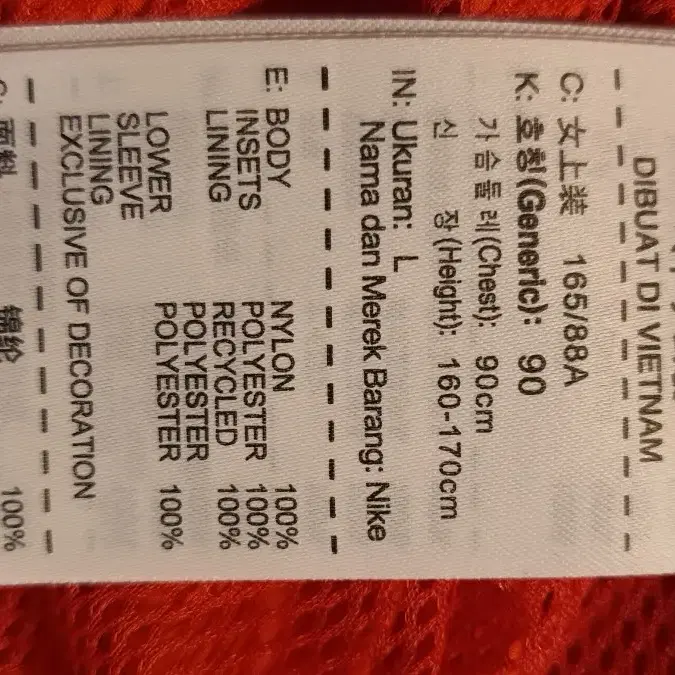 DIBUAT DI VIETNAM
C: 女上装 165/88A
K: 호칭(Generic): 90
가슴둘레(Chest): 90cm
신 장(Height): 160-170cm
IN: Ukuran: L
Nama dan Merek Barang: Nike
E: BODY NYLON 100%
INSETS POLYESTER 100%
LINING RECYCLED POLYESTER 100%
LOWER SLEEVE LINING POLYESTER 100%
EXCLUSIVE OF DECORATION
C: 面料 锦纶 100%